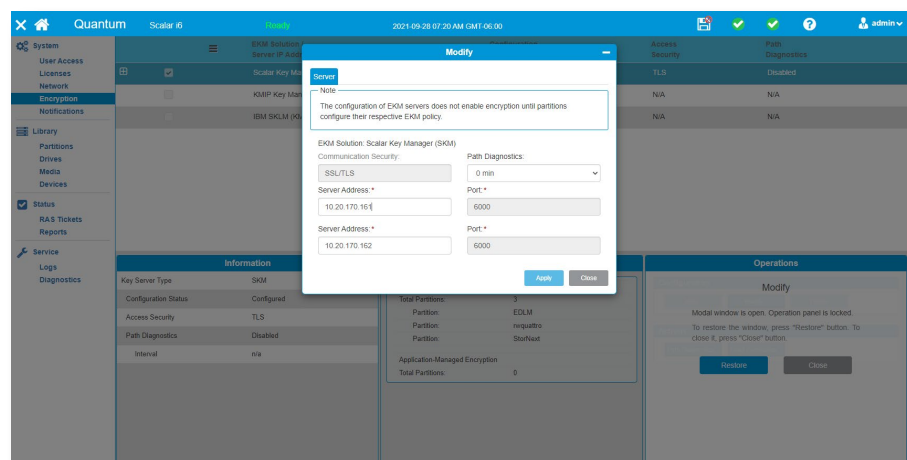 Quantum Scalar i6 Ready 2021-09-28 07:20 AM GMT-06:00 admin
System
User Access
Licenses
Network
Encryption
Notifications
Library
Partitions
Drives
Media
Devices
Status
RAS Tickets
Reports
Service
Logs
Diagnostics
EKM Solution
Server IP
Access
Security
Path
Diagnostics
Scalar Key
TLS
Disabled
KMIP Key
N/A
N/A
IBM SKLM
N/A
N/A
Modify
Server
Note
The configuration of EKM servers does not enable encryption until partitions
configure their respective EKM policy.
EKM Solution: Scalar Key Manager (SKM)
Communication Security: Path Diagnostics:
SSL/TLS 0 min
Server Address:* Port:*
10.20.170.161 6000
Server Address:* Port:*
10.20.170.162 6000
Apply Close
Information
Key Server Type SKM
Configuration Status Configured
Access Security TLS
Path Diagnostics Disabled
Interval n/a
Total Partitions: 3
Partition: EDLM
Partition: nequattro
Partition: StorNext
Application-Managed Encryption
Total Partitions: 0
Operations
Modify
Modal window is open. Operation panel is locked.
To restore the window, press "Restore" button. To
close it, press "Close" button.
Restore Close